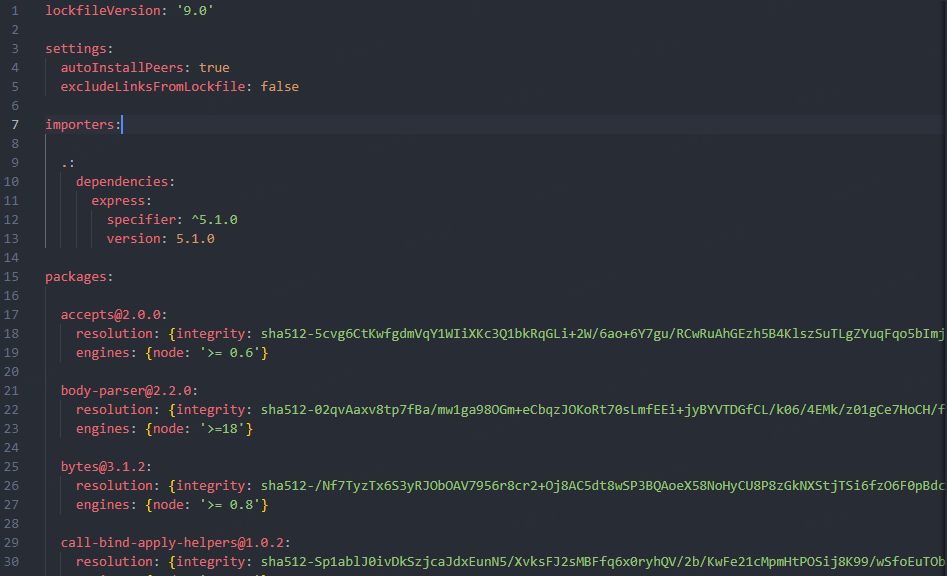 1 lockfileVersion: '9.0'
2
3 settings:
4 autoInstallPeers: true
5 excludeLinksFromLockfile: false
6
7 importers:
8
9 .:
10 dependencies:
11 express:
12 specifier: ^5.1.0
13 version: 5.1.0
14
15 packages:
16
17 accepts@2.0.0:
18 resolution: {integrity: sha512-5cvg6CtKwfgdmVqY1WIiXKc3Q1bkRqGLi+2W/6ao+6Y7gu/RCwRuAhGEzh5B4KlszSuTLgZYuqFqo5bImj
19 engines: {node: '>= 0.6'}
20
21 body-parser@2.2.0:
22 resolution: {integrity: sha512-02qvAaxv8tp7fBa/mw1ga98OGm+eCbqzJOKoRt70sLmfEEi+jyBYVTDGfCL/k06/4EMk/z01gCe7HoCH/f
23 engines: {node: '>=18'}
24
25 bytes@3.1.2:
26 resolution: {integrity: sha512-/Nf7TyzTx6S3yRJObOAV7956r8cr2+Oj8AC5dt8wSP3BQAoeX58NoHyCU8P8zGkNXStjTSi6fzO6F0pBdc
27 engines: {node: '>= 0.8'}
28
29 call-bind-apply-helpers@1.0.2:
30 resolution: {integrity: sha512-Sp1ablJ0ivDkSzjcaJdxEunN5/XvksFJ2sMBFfq6x0ryhQV/2b/KwFe21cMpmHtPOSij8K99/wSfoEuTOb